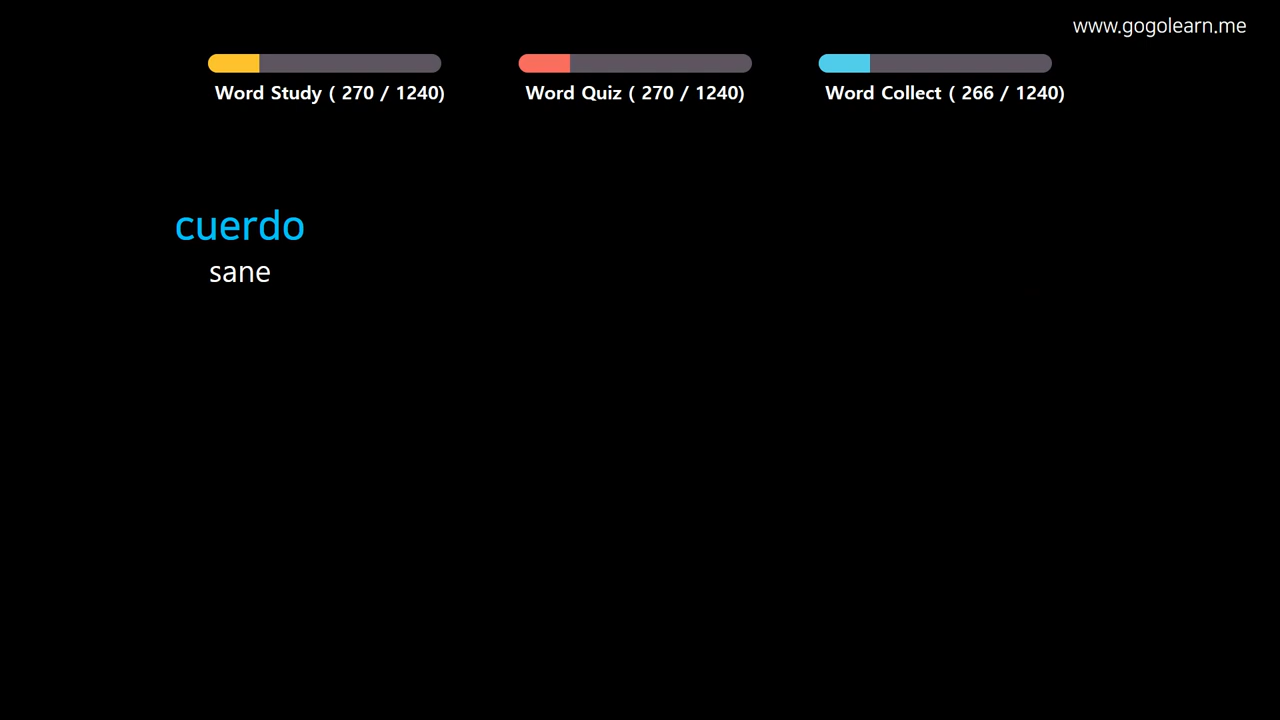 www.gogolearn.me
Word Study ( 270 / 1240)
Word Quiz ( 270 / 1240)
Word Collect ( 266 / 1240)
cuerdo
sane